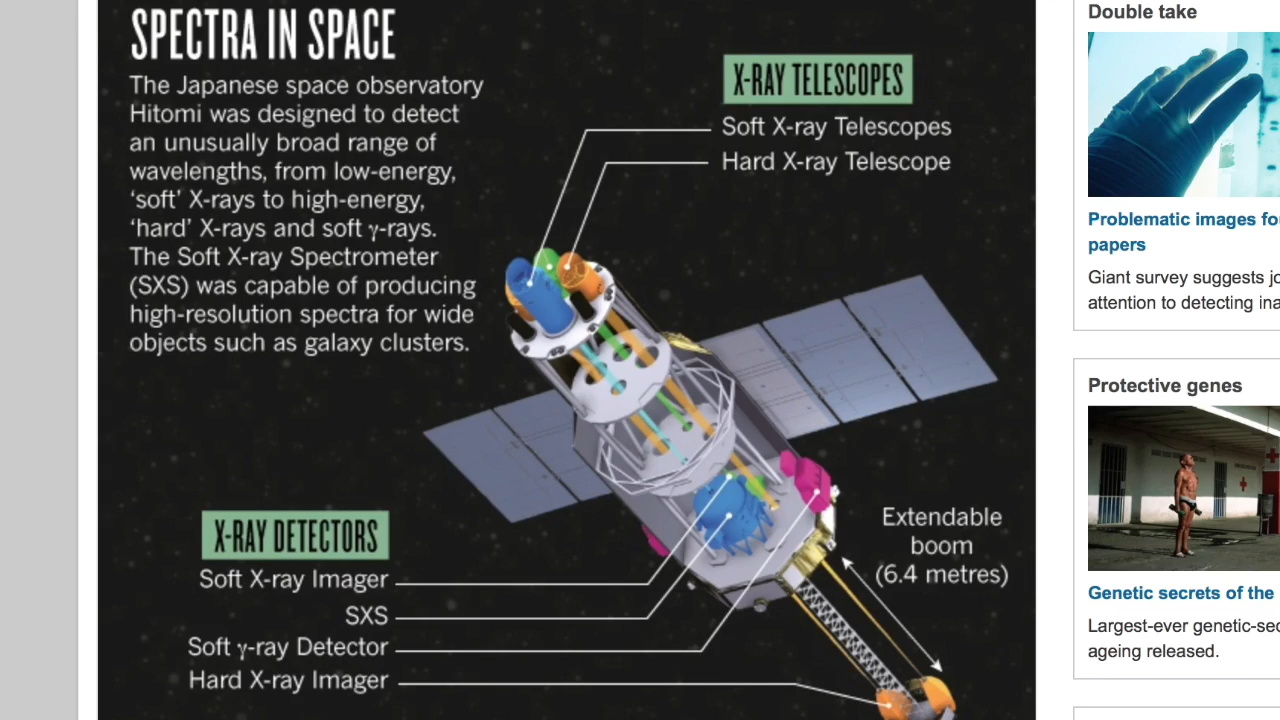 SPECTRA IN SPACE
The Japanese space observatory
Hitomi was designed to detect
an unusually broad range of
wavelengths, from low-energy,
‘soft’ X-rays to high-energy,
‘hard’ X-rays and soft γ-rays.
The Soft X-ray Spectrometer
(SXS) was capable of producing
high-resolution spectra for wide
objects such as galaxy clusters.
X-RAY TELESCOPES
Soft X-ray Telescopes
Hard X-ray Telescope
X-RAY DETECTORS
Soft X-ray Imager
SXS
Soft γ-ray Detector
Hard X-ray Imager
Extendable
boom
(6.4 metres)
Double take
Problematic images
papers
Giant survey suggests
attention to detecting
Protective genes
Genetic secrets of the
Largest-ever
ageing released.